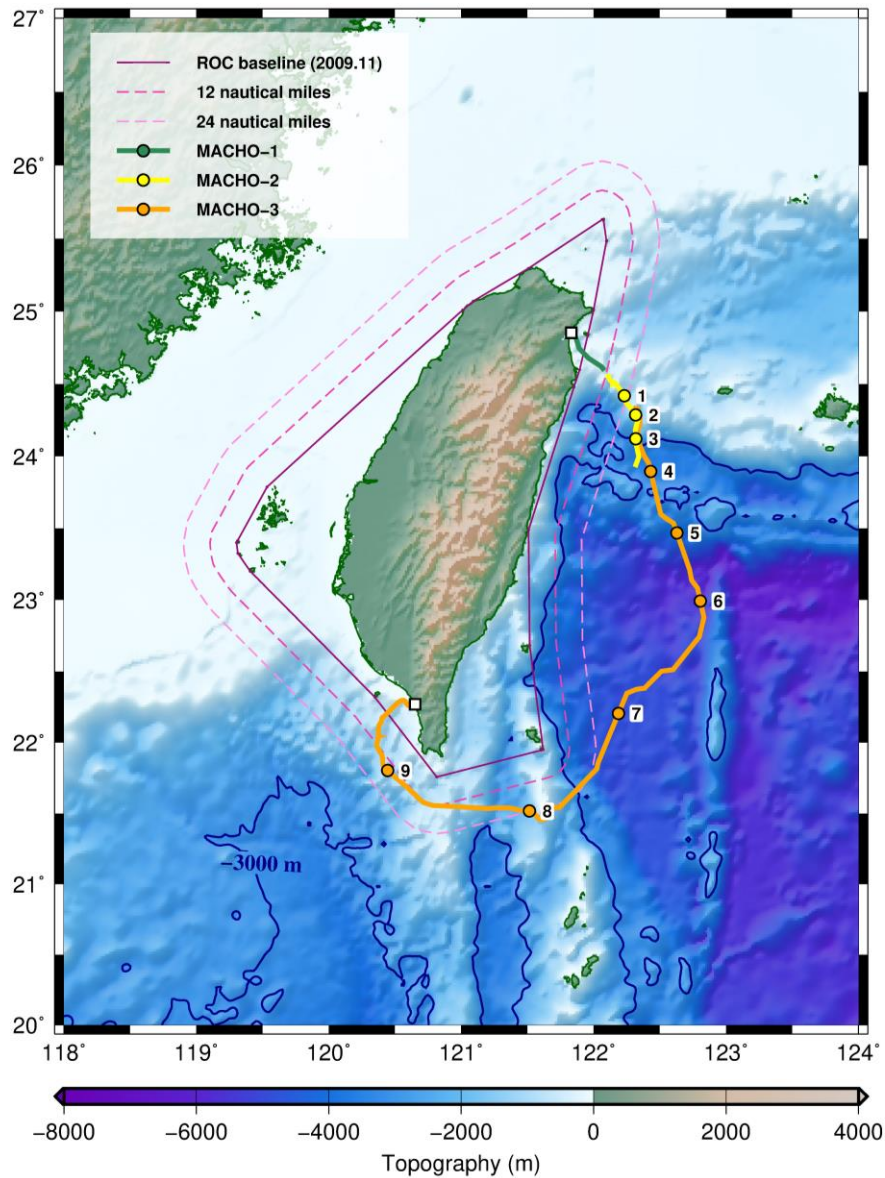 27°
26°
25°
24°
23°
22°
21°
20°
ROC baseline (2009.11)
12 nautical miles
24 nautical miles
MACHO−1
MACHO−2
MACHO−3
1
2
3
4
5
6
7
8
9
−3000 m
118° 119° 120° 121° 122° 123° 124°
−8000 −6000 −4000 −2000 0 2000 4000
Topography (m)